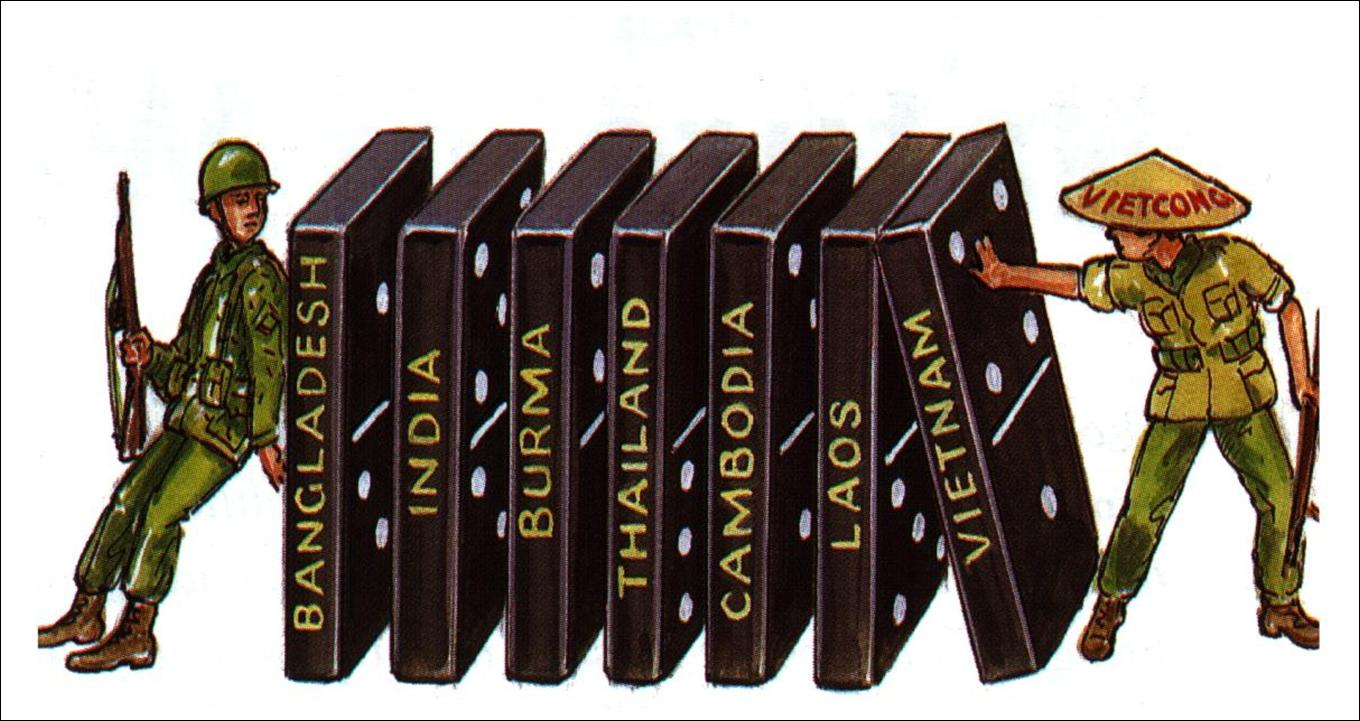 BANGLADESH
INDIA
BURMA
THAILAND
CAMBODIA
LAOS
VIETNAM
VIETCONG